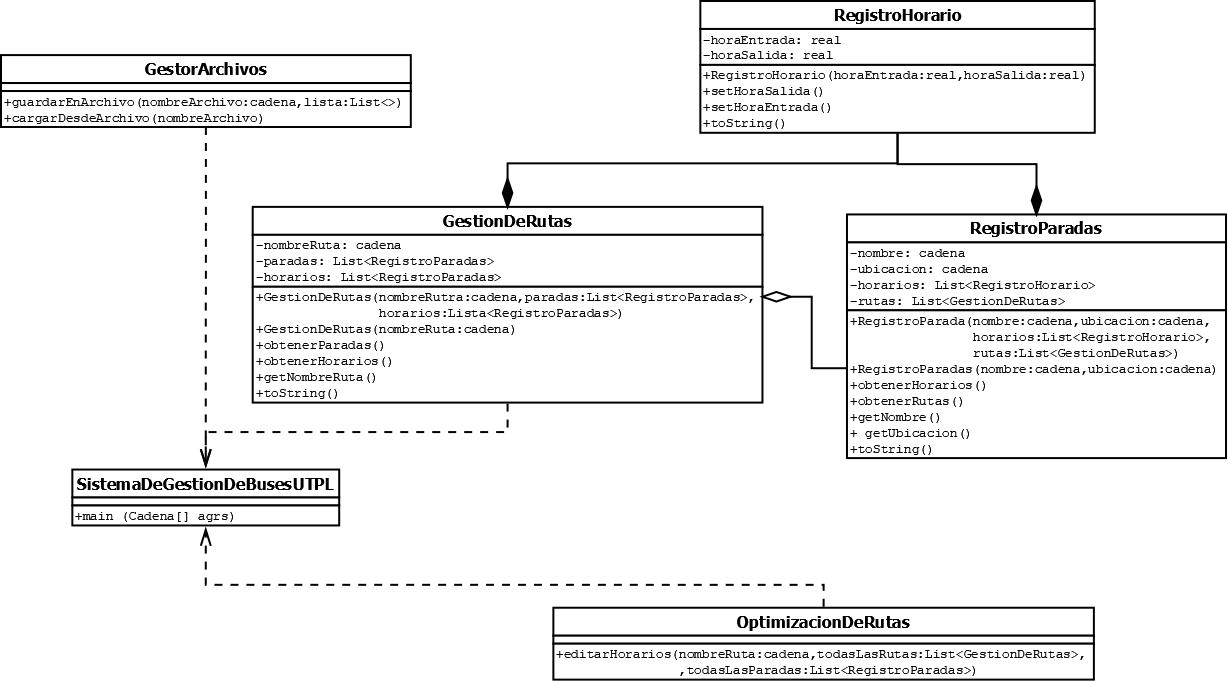 RegistroHorario
-horaEntrada: real
-horaSalida: real
+RegistroHorario(horaEntrada:real,horaSalida:real)
+setHoraSalida()
+setHoraEntrada()
+toString()
GestorArchivos
+guardarEnArchivo(nombreArchivo:cadena,lista:List<>)
+cargarDesdeArchivo(nombreArchivo)
GestionDeRutas
-nombreRuta: cadena
-paradas: List<RegistroParadas>
-horarios: List<RegistroParadas>
+GestionDeRutas(nombreRutra:cadena,paradas:List<RegistroParadas>,
horarios:Lista<RegistroParadas>)
+GestionDeRutas(nombreRuta:cadena)
+obtenerParadas()
+obtenerHorarios()
+getNombreRuta()
+toString()
RegistroParadas
-nombre: cadena
-ubicacion: cadena
-horarios: List<RegistroHorario>
-rutas: List<GestionDeRutas>
+RegistroParada(nombre:cadena,ubicacion:cadena,
horarios:List<RegistroHorario>,
rutas:List<GestionDeRutas>)
+RegistroParadas(nombre:cadena,ubicacion:cadena)
+obtenerHorarios()
+obtenerRutas()
+getNombre()
+ getUbicacion()
+toString()
SistemaDeGestionDeBusesUTPL
+main (Cadena[] agrs)
OptimizacionDeRutas
+editarHorarios(nombreRuta:cadena,todasLasRutas:List<GestionDeRutas>,
,todasLasParadas:List<RegistroParadas>)